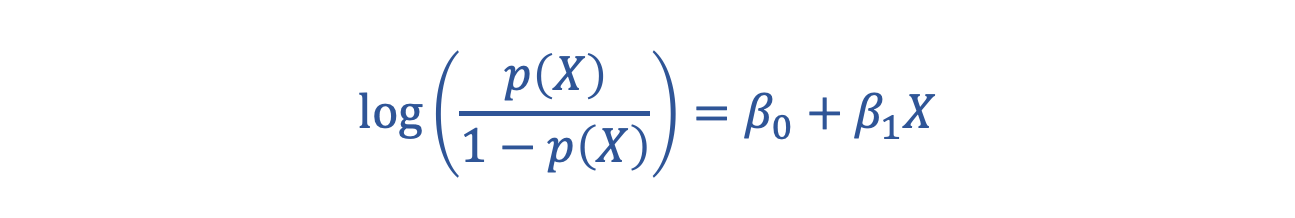 log(p(X)/(1 − p(X))) = β₀ + β₁X